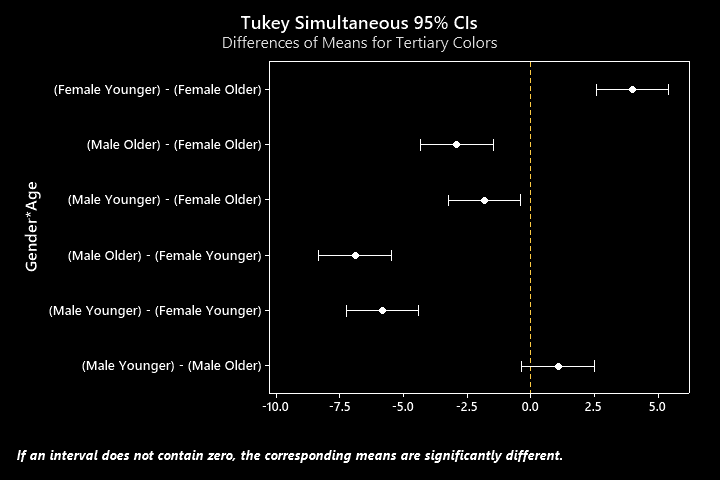 Tukey Simultaneous 95% CIs
Differences of Means for Tertiary Colors
Gender*Age
(Female Younger) - (Female Older)
(Male Older) - (Female Older)
(Male Younger) - (Female Older)
(Male Older) - (Female Younger)
(Male Younger) - (Female Younger)
(Male Younger) - (Male Older)
-10.0 -7.5 -5.0 -2.5 0.0 2.5 5.0
If an interval does not contain zero, the corresponding means are significantly different.